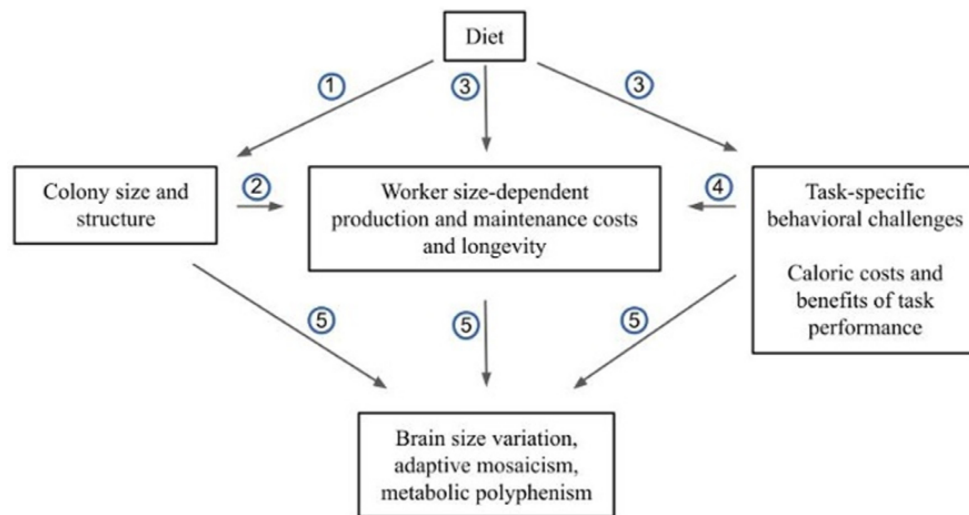 Diet
①
③
③
Colony size and
structure
②
Worker size-dependent
production and maintenance costs
and longevity
④
Task-specific
behavioral challenges
Caloric costs and
benefits of task
performance
⑤
⑤
⑤
Brain size variation,
adaptive mosaicism,
metabolic polyphenism